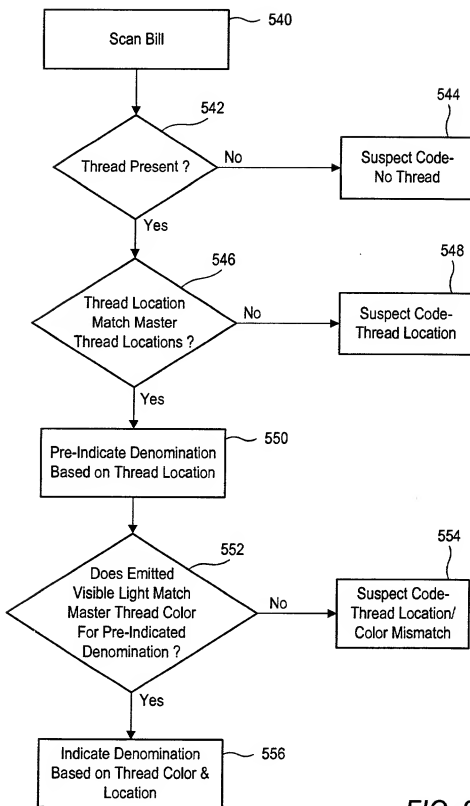 540
Scan Bill
542
544
Thread Present ?
No
Suspect Code-
No Thread
Yes
546
548
Thread Location
Match Master
Thread Locations ?
No
Suspect Code-
Thread Location
Yes
550
Pre-Indicate Denomination
Based on Thread Location
552
554
Does Emitted
Visible Light Match
Master Thread Color
For Pre-Indicated
Denomination ?
No
Suspect Code-
Thread Location/
Color Mismatch
Yes
556
Indicate Denomination
Based on Thread Color &
Location
FIG.